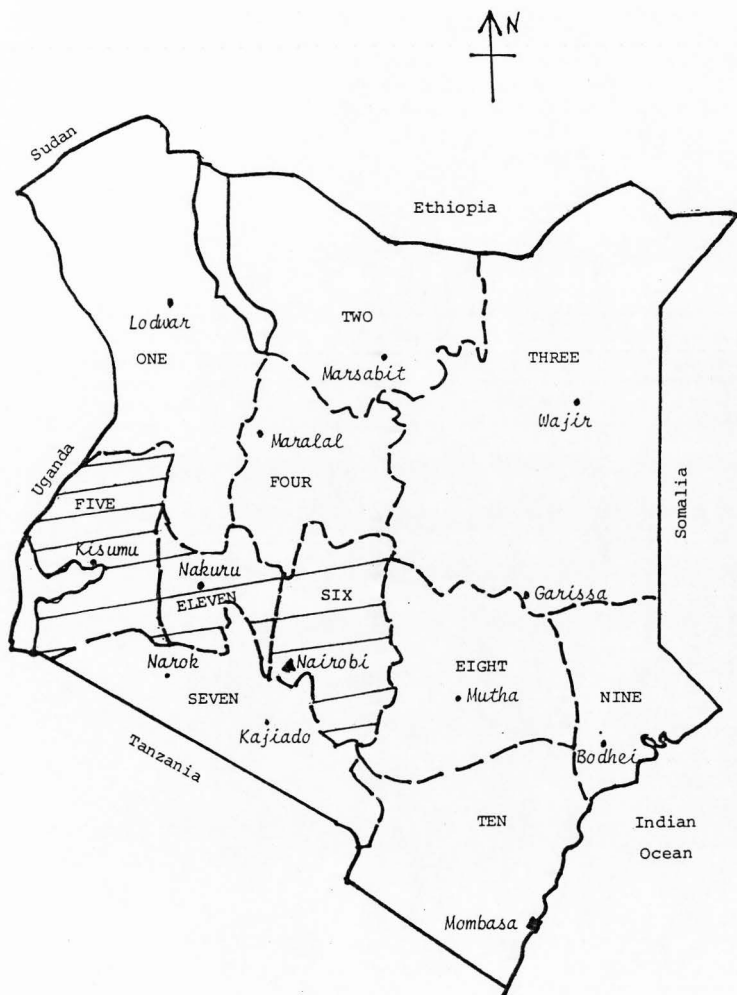 N
Sudan
Ethiopia
Lodwar
TWO
ONE
Marsabit
THREE
Wajir
Maralal
Uganda
FOUR
FIVE
Somalia
Kisumu
Nakuru
SIX
Garissa
ELEVEN
Narok
Nairobi
EIGHT
SEVEN
Mutha
NINE
Kajiado
Tanzania
Bodhei
TEN
Indian
Ocean
Mombasa